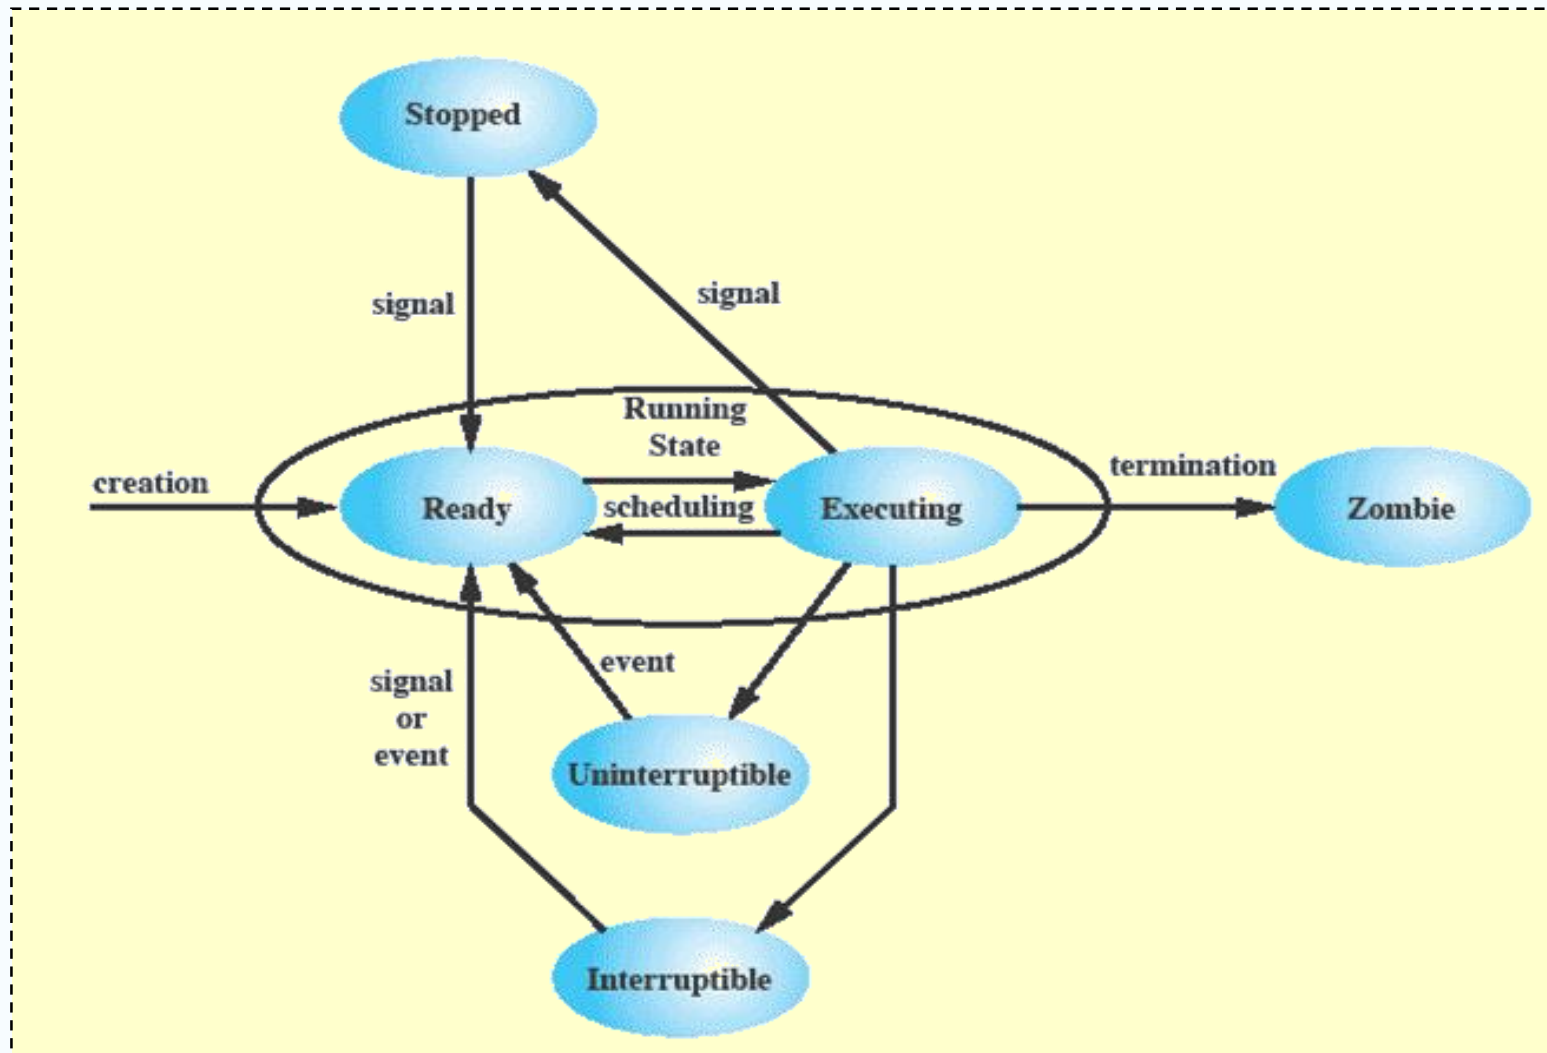 Stopped
signal
signal
Running
State
creation
Ready
scheduling
Executing
termination
Zombie
event
signal
or
event
Uninterruptible
Interruptible